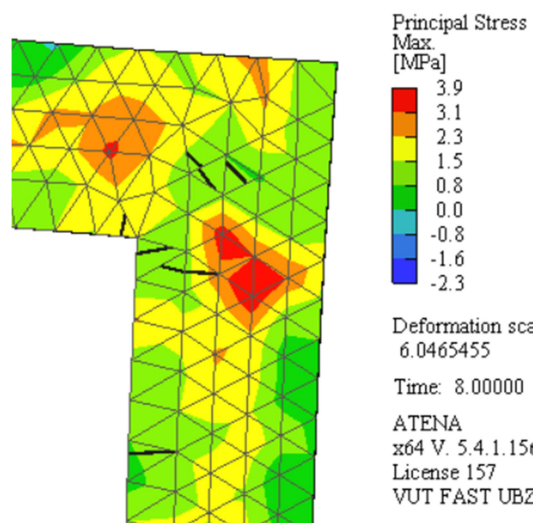 Principal Stress
Max.
[MPa]
3.9
3.1
2.3
1.5
0.8
0.0
-0.8
-1.6
-2.3
Deformation sca
6.0465455
Time: 8.00000
ATENA
x64 V. 5.4.1.156
License 157
VUT FAST UBZ